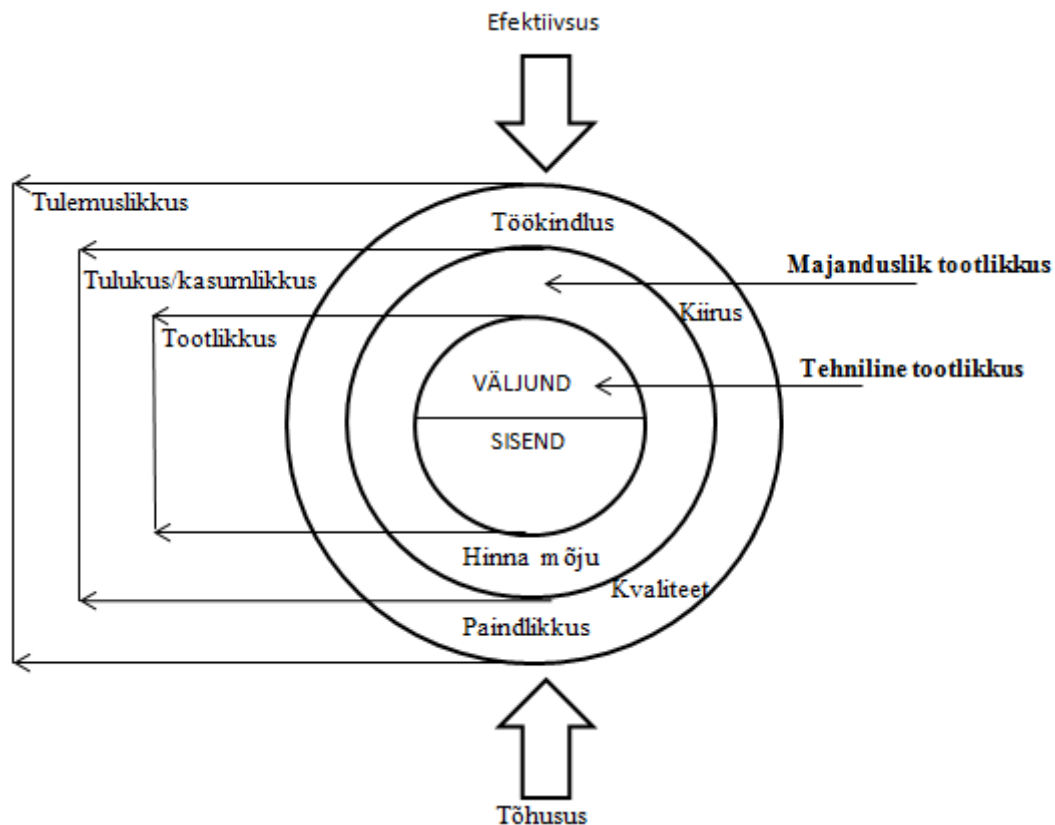 Efektiivsus
Tulemuslikkus
Töökindlus
Tulukus/kasumlikkus
Majanduslik tootlikkus
Kiirus
Tootlikkus
Tehniline tootlikkus
VÄLJUND
SISEND
Hinna mõju
Kvaliteet
Paindlikkus
Tõhusus